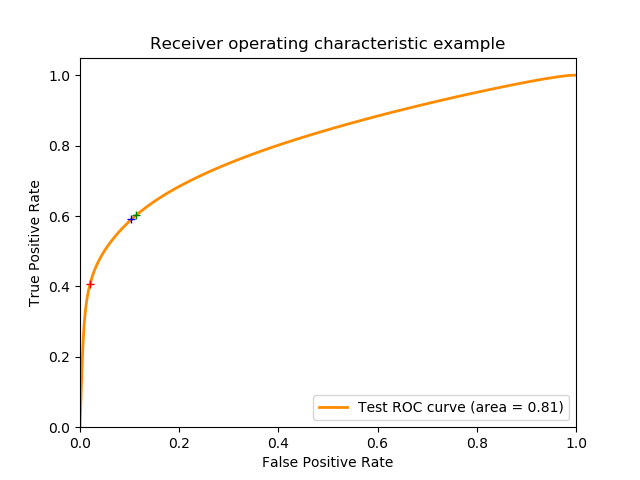 Receiver operating characteristic example
True Positive Rate
1.0
0.8
0.6
0.4
0.2
0.0
Test ROC curve (area = 0.81)
0.0 0.2 0.4 0.6 0.8 1.0
False Positive Rate